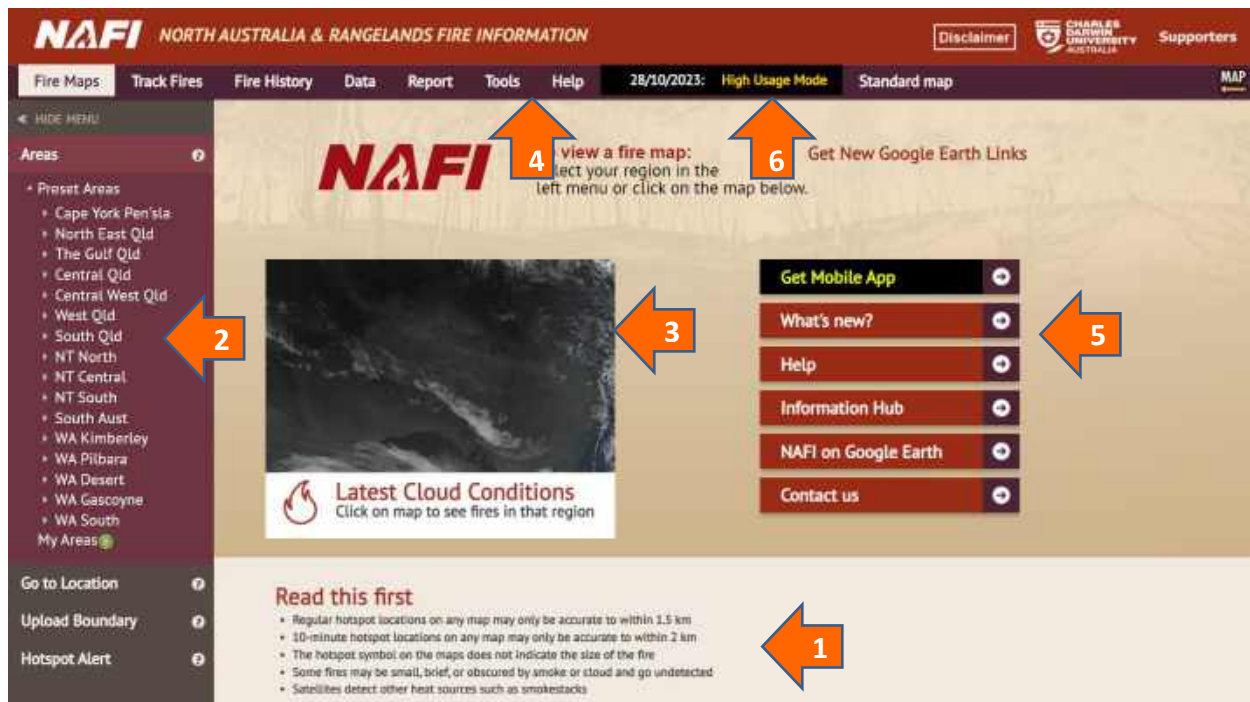 NAFI NORTH AUSTRALIA & RANGELANDS FIRE INFORMATION
Disclaimer
CHARLES
DARWIN
UNIVERSITY
AUSTRALIA
Supporters
Fire Maps Track Fires Fire History Data Report Tools Help 28/10/2023: High Usage Mode Standard map MAP
HIDE MENU
Areas
Preset Areas
Cape York Pen'sla
North East Qld
The Gulf Qld
Central Qld
Central West Qld
West Qld
South Qld
NT North
NT Central
NT South
South Aust
WA Kimberley
WA Pilbara
WA Desert
WA Gascoyne
WA South
My Areas
Go to Location
Upload Boundary
Hotspot Alert
2
NAFI
4
view a fire map:
lect your region in the
left menu or click on the map below.
6
Get New Google Earth Links
3
Latest Cloud Conditions
Click on map to see fires in that region
Get Mobile App
What's new?
Help
Information Hub
NAFI on Google Earth
Contact us
5
Read this first
Regular hotspot locations on any map may only be accurate to within 1.5 km
10-minute hotspot locations on any map may only be accurate to within 2 km
The hotspot symbol on the maps does not indicate the size of the fire
Some fires may be small, brief, or obscured by smoke or cloud and go undetected
Satellites detect other heat sources such as smokestacks
1